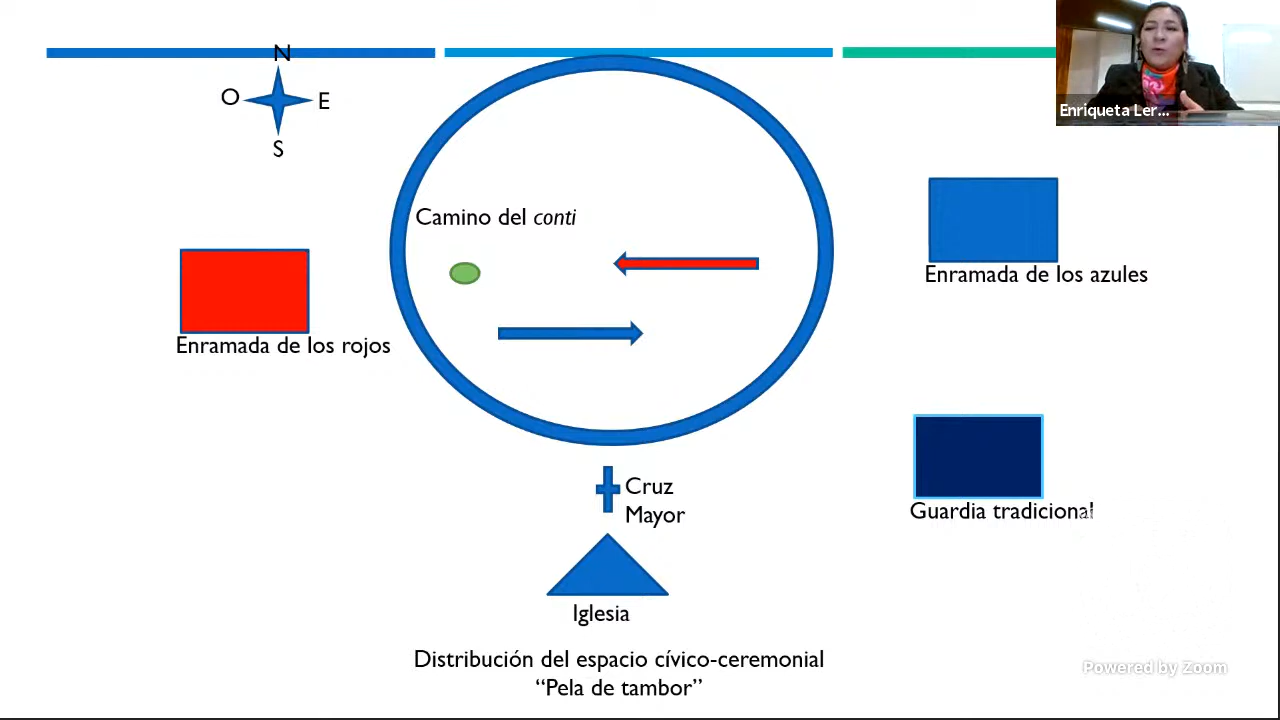 N
O
E
S
Enriqueta Ler...
Camino del conti
Enramada de los azules
Enramada de los rojos
Cruz
Mayor
Guardia tradicional
Iglesia
Distribución del espacio cívico-ceremonial
“Pela de tambor”
Powered by Zoom